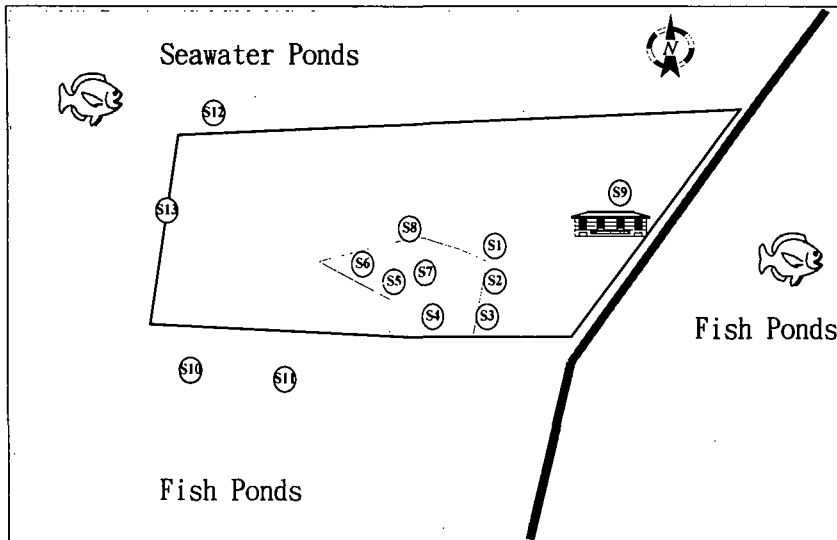 Seawater Ponds
N
S12
S9
S13
S8
S1
S6
S7
S5
S2
S4
S3
Fish Ponds
S10
S11
Fish Ponds